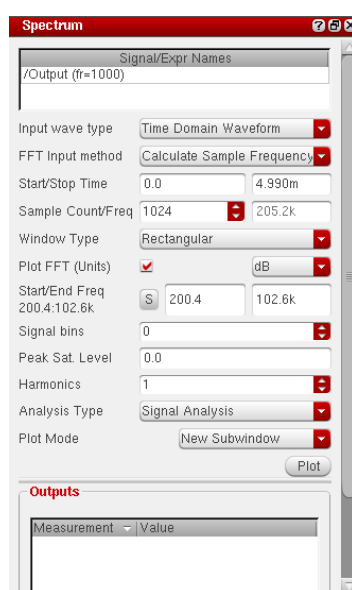 Spectrum
Signal/Expr Names
/Output (fr=1000)
Input wave type Time Domain Waveform
FFT Input method Calculate Sample Frequency
Start/Stop Time 0.0 4.990m
Sample Count/Freq 1024 205.2k
Window Type Rectangular
Plot FFT (Units) dB
Start/End Freq
200.4:102.6k S 200.4 102.6k
Signal bins 0
Peak Sat. Level 0.0
Harmonics 1
Analysis Type Signal Analysis
Plot Mode New Subwindow
Plot
Outputs
Measurement Value